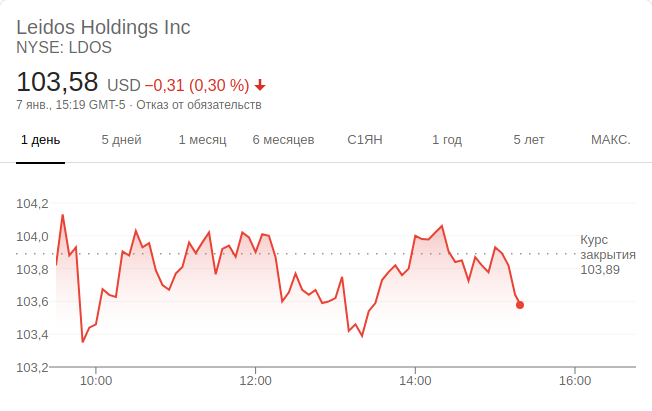 Leidos Holdings Inc
NYSE: LDOS
103,58 USD −0,31 (0,30 %)
7 янв., 15:19 GMT-5 · Отказ от обязательств
1 день 5 дней 1 месяц 6 месяцев С1ЯН 1 год 5 лет МАКС.
104,2
104,0
103,8
103,6
103,4
103,2
Курс
закрытия
103,89
10:00 12:00 14:00 16:00